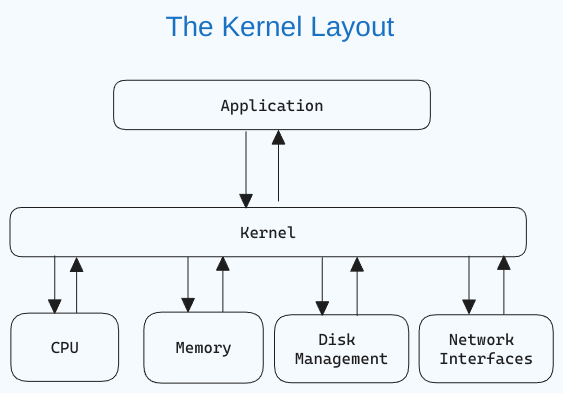 The Kernel Layout
Application
Kernel
CPU
Memory
Disk
Management
Network
Interfaces